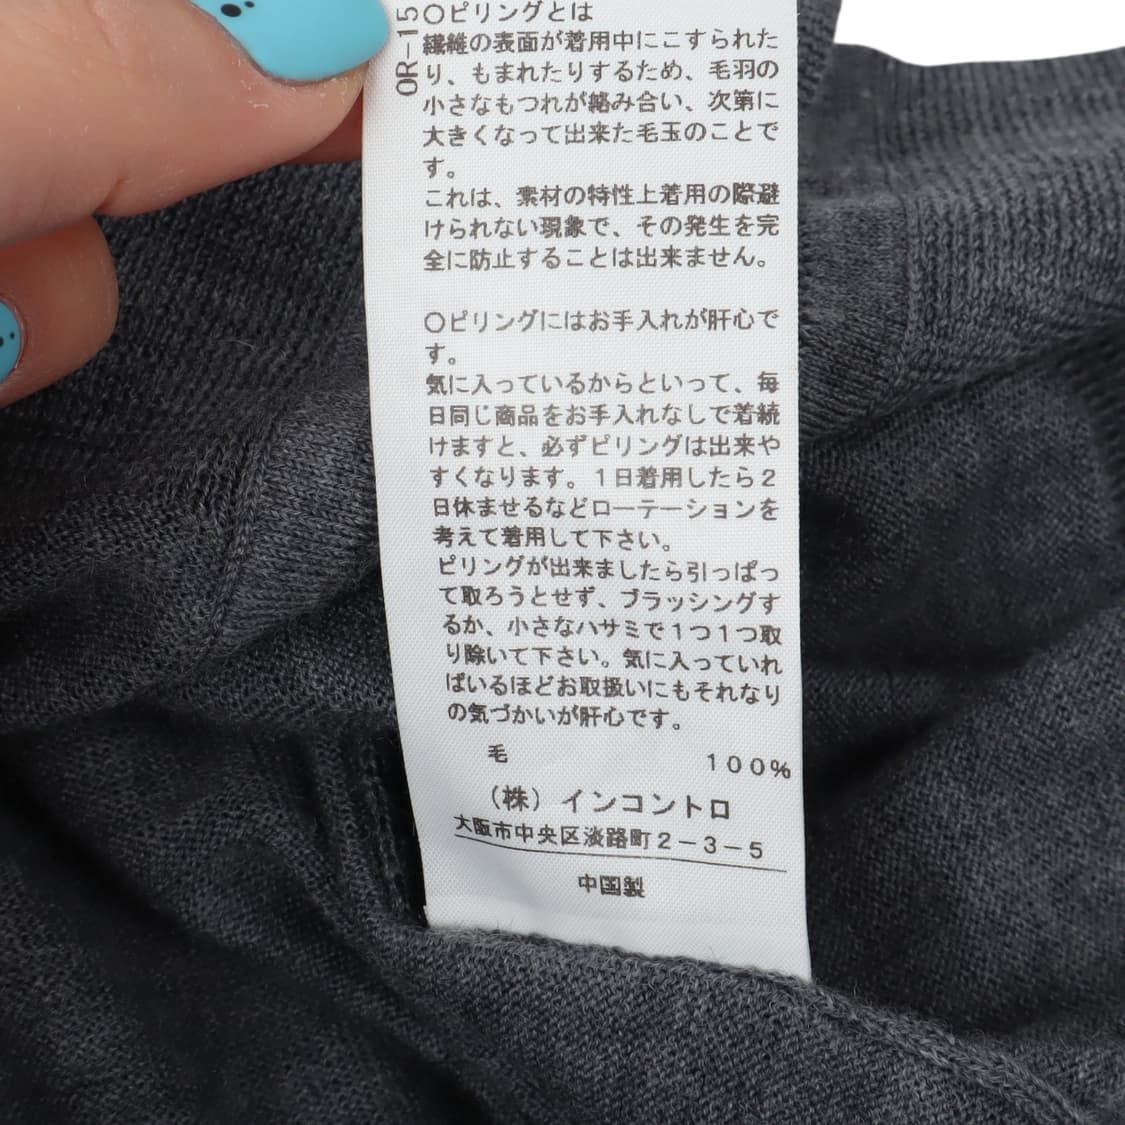 OR-15
○ピリングとは
繊維の表面が着用中にこすられた
り、もまれたりするため、毛羽の
小さなもつれが絡み合い、次第に
大きくなって出来た毛玉のことで
す。
これは、素材の特性上着用の際避
けられない現象で、その発生を完
全に防止することは出来ません。
○ピリングにはお手入れが肝心で
す。
気に入っているからといって、毎
日同じ商品をお手入れなしで着続
けますと、必ずピリングは出来や
すくなります。1日着用したら2
日休ませるなどローテーションを
考えて着用して下さい。
ピリングが出来ましたら引っぱっ
て取ろうとせず、ブラッシングす
るか、小さなハサミで1つ1つ取
り除いて下さい。気に入っていれ
ばいるほどお取扱いにもそれなり
の気づかいが肝心です。
毛 100%
(株)インコントロ
大阪市中央区淡路町2-3-5
中国製